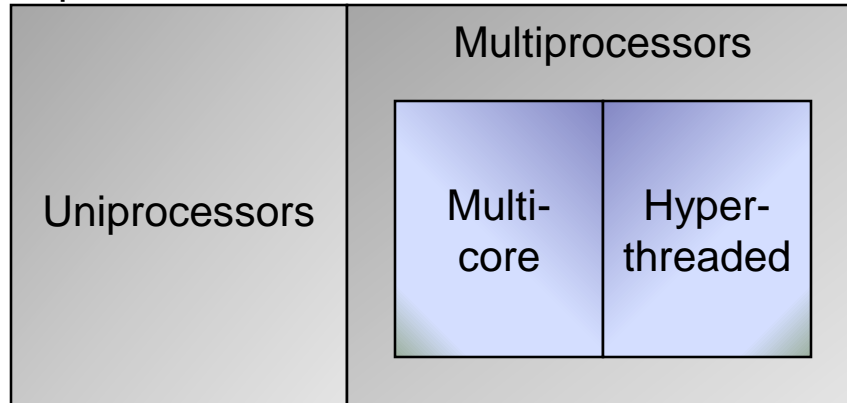 Multiprocessors
Uniprocessors
Multi-
core
Hyper-
threaded